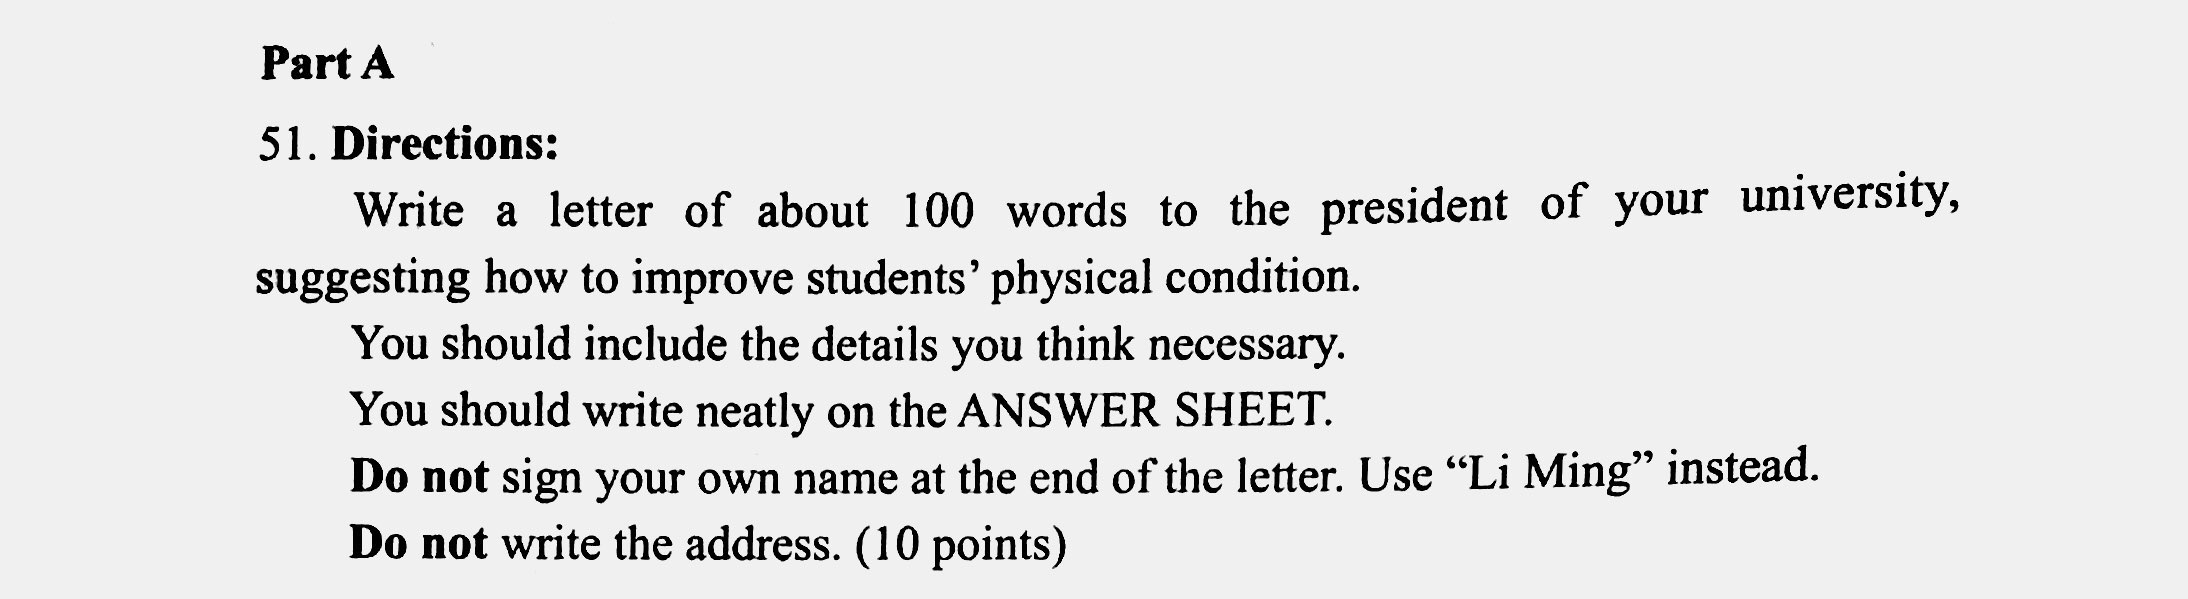 Part A
51. Directions:
Write a letter of about 100 words to the president of your university,
suggesting how to improve students’ physical condition.
You should include the details you think necessary.
You should write neatly on the ANSWER SHEET.
Do not sign your own name at the end of the letter. Use “Li Ming” instead.
Do not write the address. (10 points)